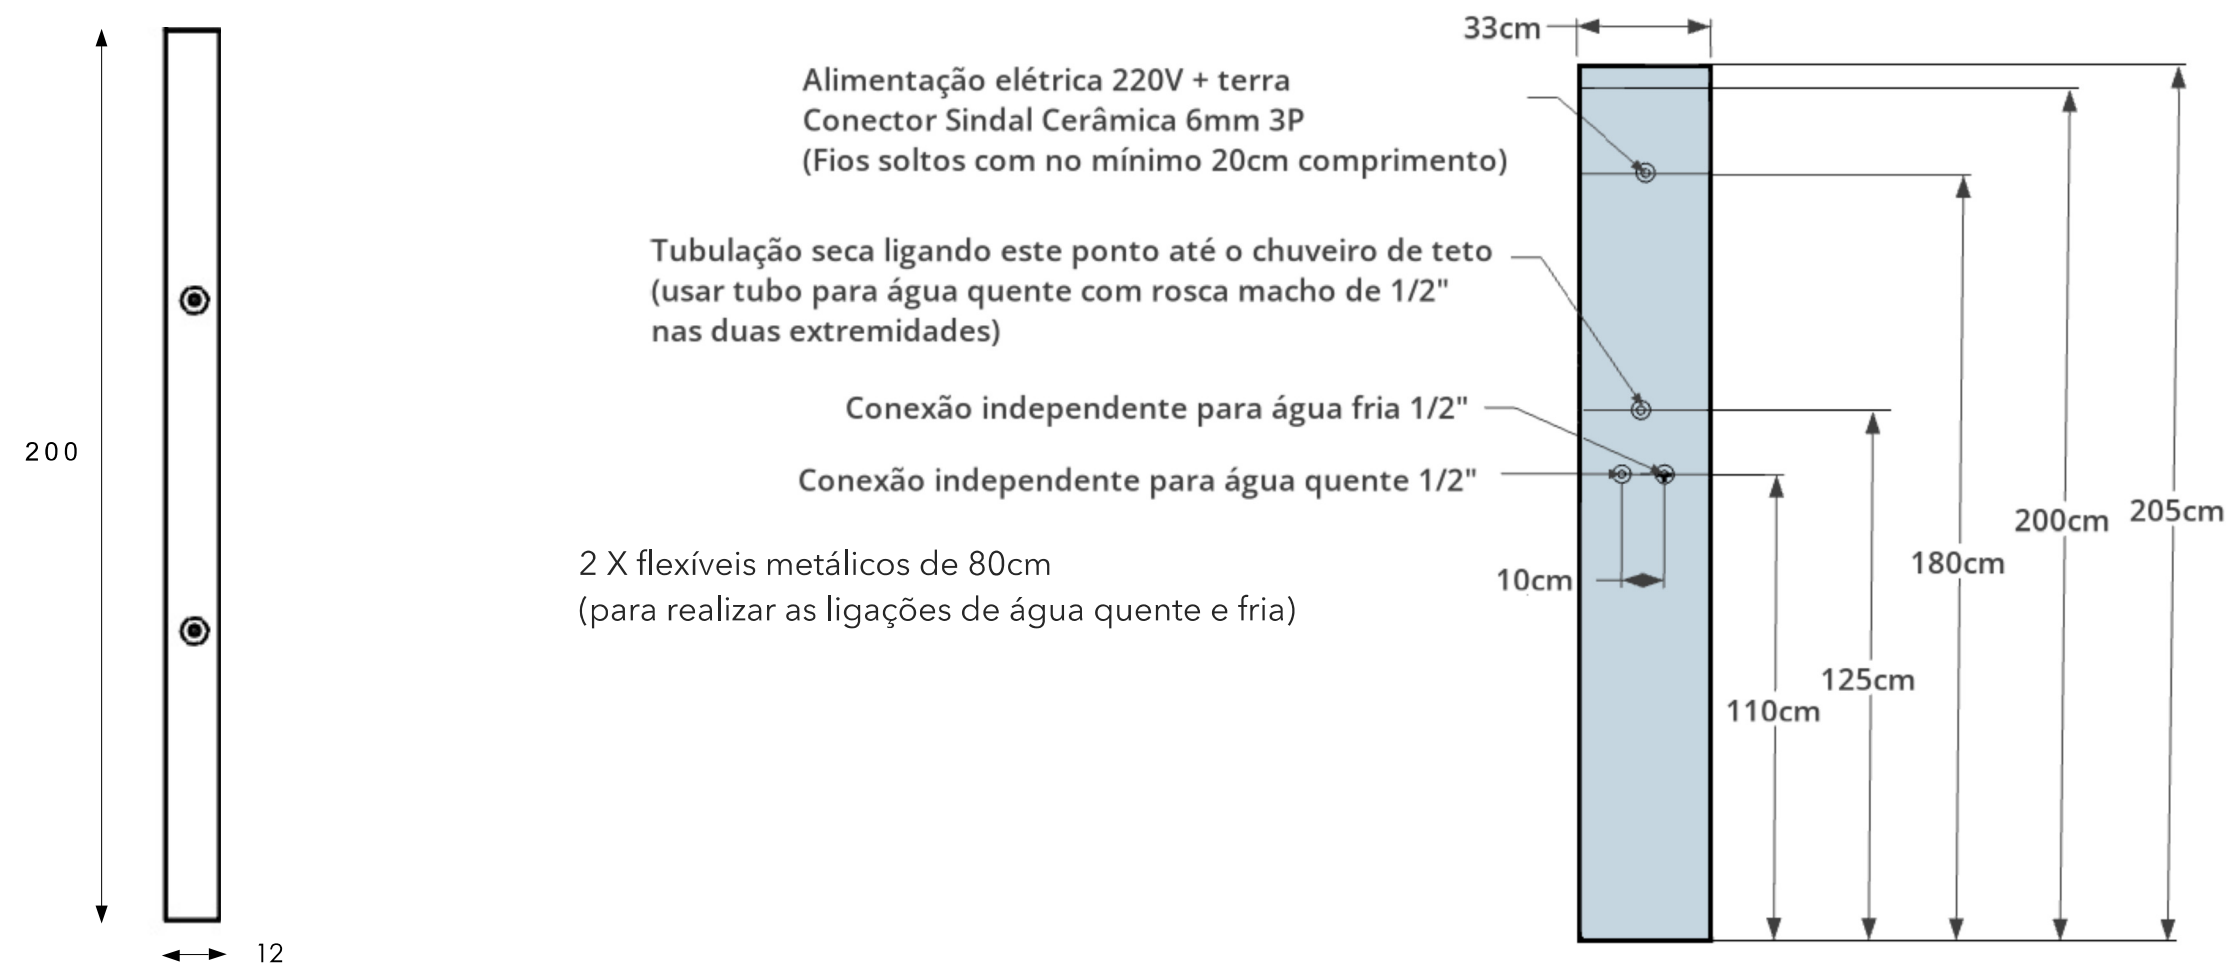 33cm
Alimentação elétrica 220V + terra
Conector Sindal Cerâmica 6mm 3P
(Fios soltos com no mínimo 20cm comprimento)
Tubulação seca ligando este ponto até o chuveiro de teto
(usar tubo para água quente com rosca macho de 1/2"
nas duas extremidades)
Conexão independente para água fria 1/2"
Conexão independente para água quente 1/2"
2 X flexíveis metálicos de 80cm
(para realizar as ligações de água quente e fria)
200
12
10cm
110cm
125cm
180cm
200cm
205cm